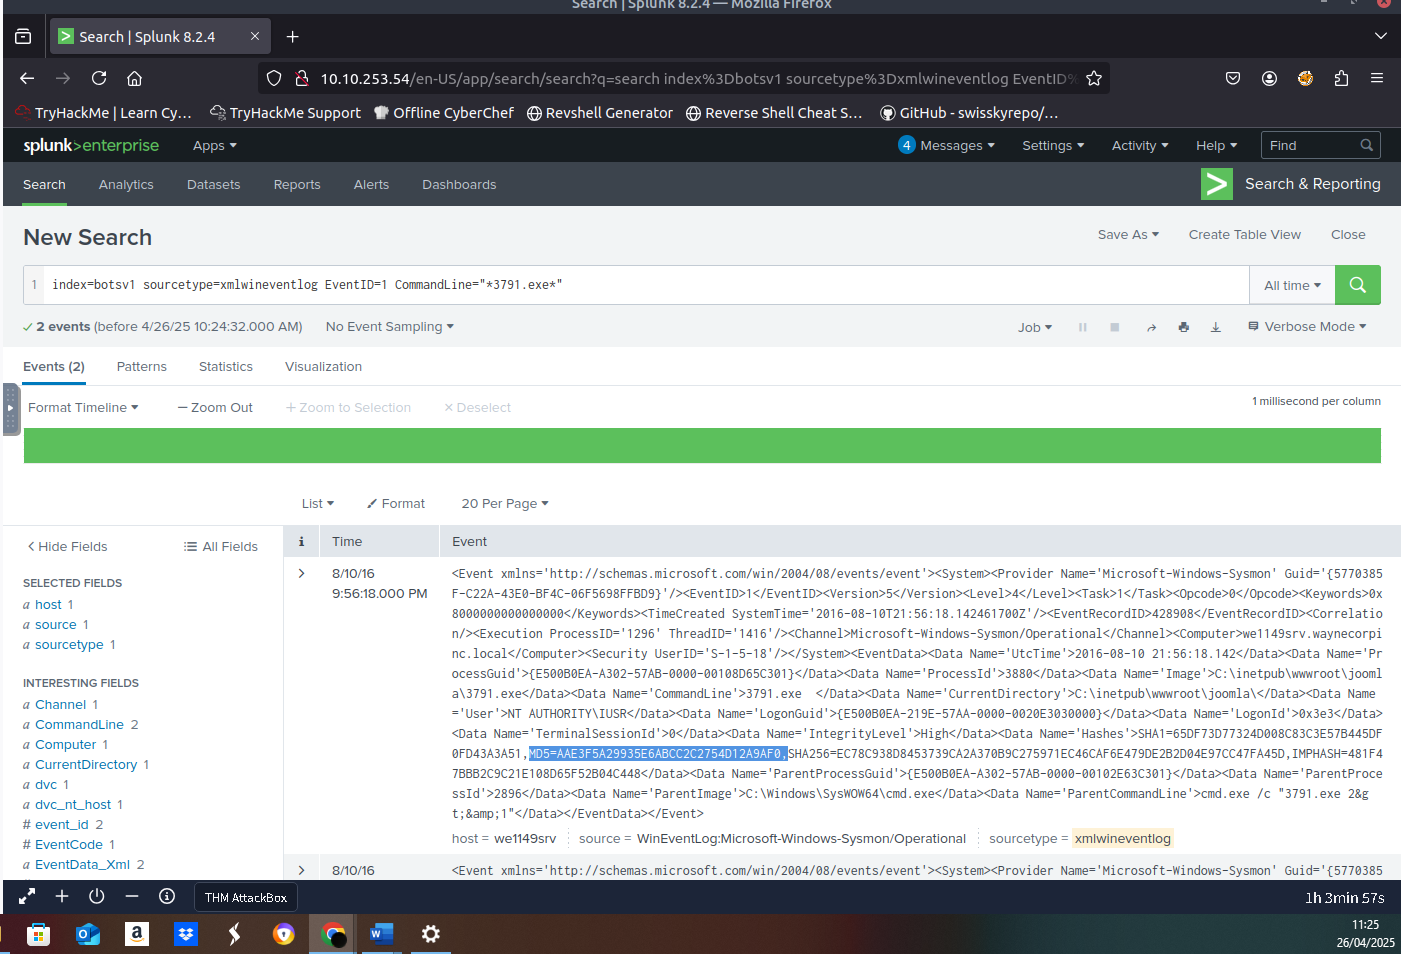 Search | Splunk 8.2.4 — Mozilla Firefox
Search | Splunk 8.2.4
10.10.253.54/en-US/app/search/search?q=search index%3Dbotsv1 sourcetype%3Dxmlwineventlog EventID%
TryHackMe | Learn Cy… TryHackMe Support Offline CyberChef Revshell Generator Reverse Shell Cheat S… GitHub - swisskyrepo/…
splunk>enterprise Apps 4 Messages Settings Activity Help Find
Search Analytics Datasets Reports Alerts Dashboards Search & Reporting
New Search Save As Create Table View Close
1 index=botsv1 sourcetype=xmlwineventlog EventID=1 CommandLine="*3791.exe*" All time
2 events (before 4/26/25 10:24:32.000 AM) No Event Sampling Job Verbose Mode
Events (2) Patterns Statistics Visualization
Format Timeline — Zoom Out + Zoom to Selection × Deselect 1 millisecond per column
List Format 20 Per Page
< Hide Fields All Fields i Time Event
SELECTED FIELDS
a host 1
a source 1
a sourcetype 1
INTERESTING FIELDS
a Channel 1
a CommandLine 2
a Computer 1
a CurrentDirectory 1
a dvc 1
a dvc_nt_host 1
# event_id 2
# EventCode 1
a EventData_Xml 2
8/10/16
9:56:18.000 PM
<Event xmlns='http://schemas.microsoft.com/win/2004/08/events/event'><System><Provider Name='Microsoft-Windows-Sysmon' Guid='{5770385
F-C22A-43E0-BF4C-06F5698FFBD9}'/><EventID>1</EventID><Version>5</Version><Level>4</Level><Task>1</Task><Opcode>0</Opcode><Keywords>0x
8000000000000000</Keywords><TimeCreated SystemTime='2016-08-10T21:56:18.142461700Z'/><EventRecordID>428908</EventRecordID><Correlatio
n/><Execution ProcessID='1296' ThreadID='1416'/><Channel>Microsoft-Windows-Sysmon/Operational</Channel><Computer>we1149srv.waynecorpi
nc.local</Computer><Security UserID='S-1-5-18'/></System><EventData><Data Name='UtcTime'>2016-08-10 21:56:18.142</Data><Data Name='Pr
ocessGuid'>{E500B0EA-A302-57AB-0000-00108D65C301}</Data><Data Name='ProcessId'>3880</Data><Data Name='Image'>C:\inetpub\wwwroot\jooml
a\3791.exe</Data><Data Name='CommandLine'>3791.exe  </Data><Data Name='CurrentDirectory'>C:\inetpub\wwwroot\joomla\</Data><Data Name
='User'>NT AUTHORITY\IUSR</Data><Data Name='LogonGuid'>{E500B0EA-219E-57AA-0000-0020E3030000}</Data><Data Name='LogonId'>0x3e3</Data>
<Data Name='TerminalSessionId'>0</Data><Data Name='IntegrityLevel'>High</Data><Data Name='Hashes'>SHA1=65DF73D77324D008C83C3E57B445DF
0FD43A3A51,MD5=AAE3F5A29935E6ABCC2C2754D12A9AF0,SHA256=EC78C938D8453739CA2A370B9C275971EC46CAF6E479DE2B2D04E97CC47FA45D,IMPHASH=481F4
7BBB2C9C21E108D65F52B04C448</Data><Data Name='ParentProcessGuid'>{E500B0EA-A302-57AB-0000-00102E63C301}</Data><Data Name='ParentProce
ssId'>2896</Data><Data Name='ParentImage'>C:\Windows\SysWOW64\cmd.exe</Data><Data Name='ParentCommandLine'>cmd.exe /c "3791.exe 2&g
t;&amp;1"</Data></EventData></Event>
host = we1149srv source = WinEventLog:Microsoft-Windows-Sysmon/Operational sourcetype = xmlwineventlog
8/10/16 <Event xmlns='http://schemas.microsoft.com/win/2004/08/events/event'><System><Provider Name='Microsoft-Windows-Sysmon' Guid='{5770385
THM AttackBox 1h 3min 57s
11:25
26/04/2025